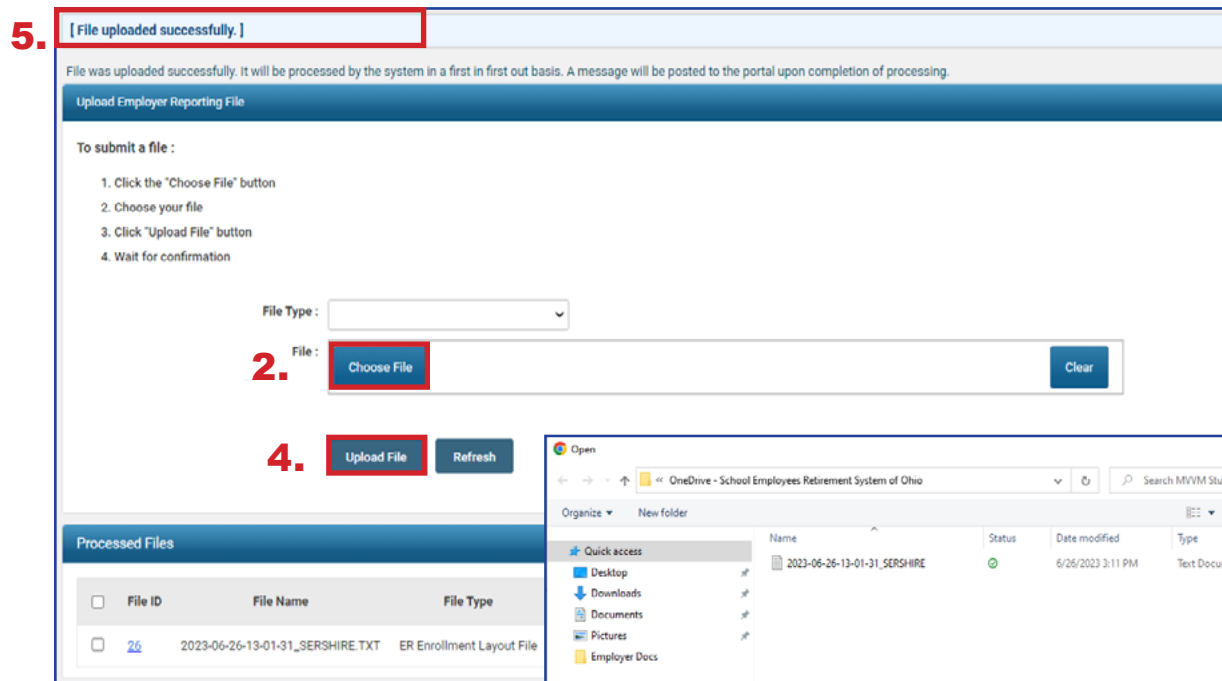 5.
[ File uploaded successfully. ]
File was uploaded successfully. It will be processed by the system in a first in first out basis. A message will be posted to the portal upon completion of processing.
Upload Employer Reporting File
To submit a file :
1. Click the "Choose File" button
2. Choose your file
3. Click "Upload File" button
4. Wait for confirmation
File Type :
File :
2.
Choose File
Clear
4.
Upload File
Refresh
Open
« OneDrive - School Employees Retirement System of Ohio
Search MVVM Stu
Organize
New folder
Name
Status
Date modified
Type
Quick access
2023-06-26-13-01-31_SERSHIRE
6/26/2023 3:11 PM
Text Docu
Desktop
Downloads
Documents
Pictures
Employer Docs
Processed Files
File ID
File Name
File Type
26
2023-06-26-13-01-31_SERSHIRE.TXT
ER Enrollment Layout File